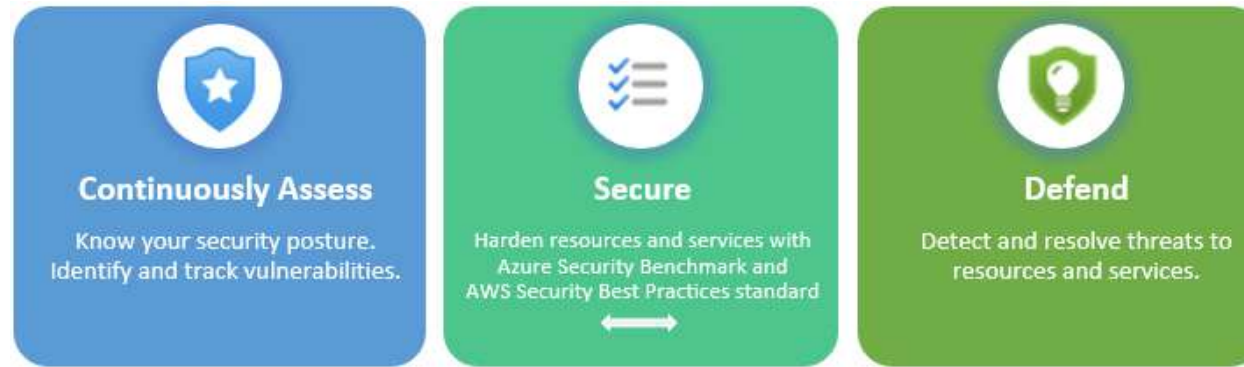 Continuously Assess
Know your security posture.
Identify and track vulnerabilities.
Secure
Harden resources and services with
Azure Security Benchmark and
AWS Security Best Practices standard
Defend
Detect and resolve threats to
resources and services.